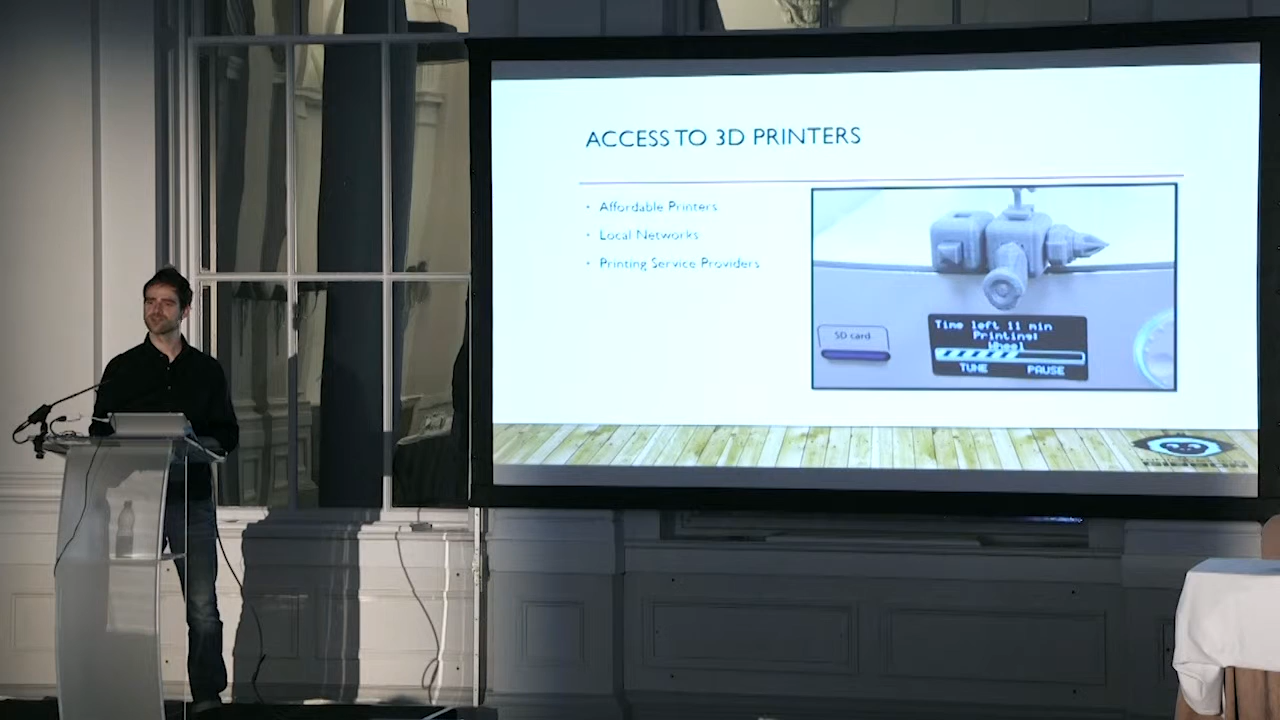 ACCESS TO 3D PRINTERS
• Affordable Printers
• Local Networks
• Printing Service Providers
SD card
Time left 11 min
Printing:
Wheel
TUNE PAUSE